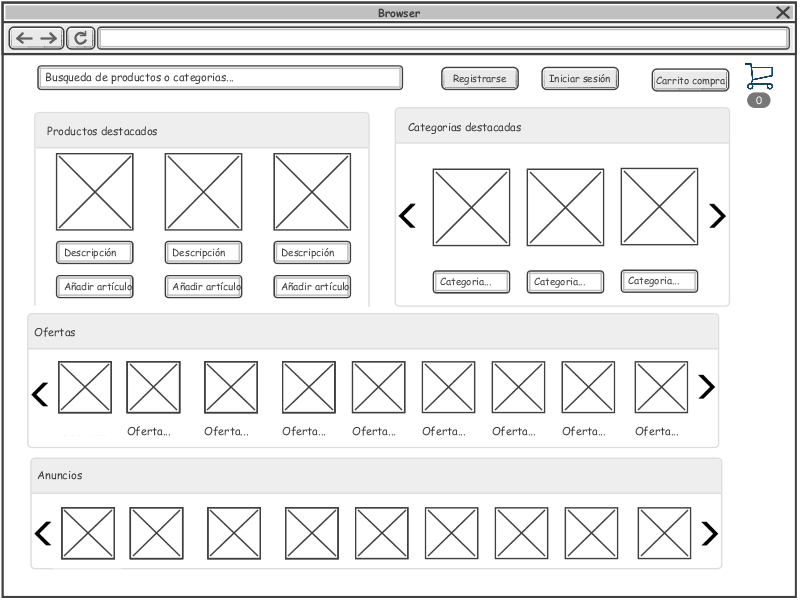 Browser
Busqueda de productos o categorias...
Registrarse
Iniciar sesión
Carrito compra
0
Productos destacados
Descripción
Descripción
Descripción
Añadir artículo
Añadir artículo
Añadir artículo
Categorias destacadas
Categoria...
Categoria...
Categoria...
Ofertas
Oferta...
Oferta...
Oferta...
Oferta...
Oferta...
Oferta...
Oferta...
Oferta...
Anuncios